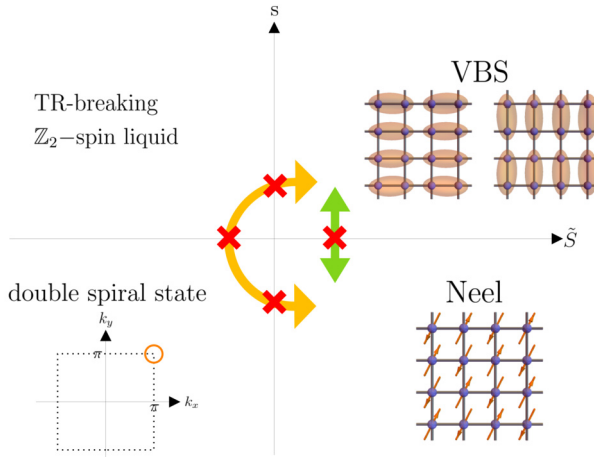 s
VBS
TR-breaking
ℤ₂−spin liquid
S̃
double spiral state
Neel
k_y
π
π
k_x